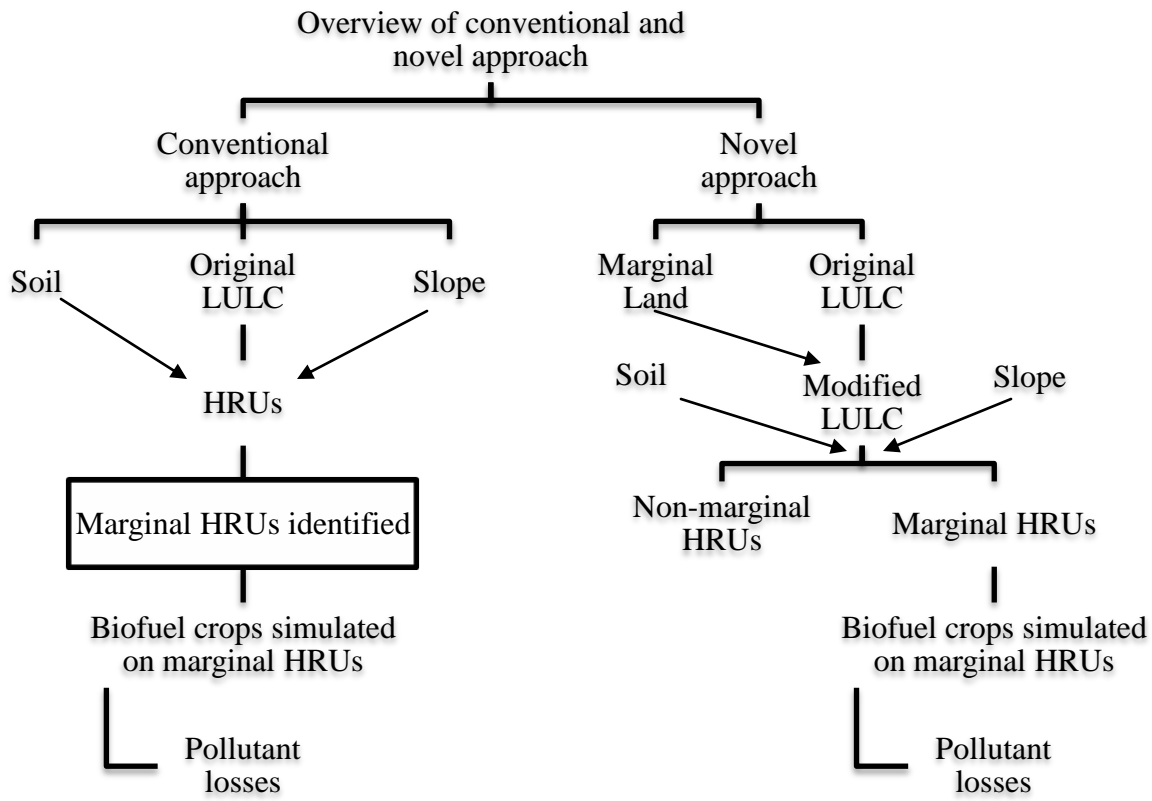 Overview of conventional and
novel approach
Conventional
approach
Novel
approach
Soil
Original
LULC
Slope
Marginal
Land
Original
LULC
HRUs
Soil
Modified
LULC
Slope
Marginal HRUs identified
Non-marginal
HRUs
Marginal HRUs
Biofuel crops simulated
on marginal HRUs
Biofuel crops simulated
on marginal HRUs
Pollutant
losses
Pollutant
losses